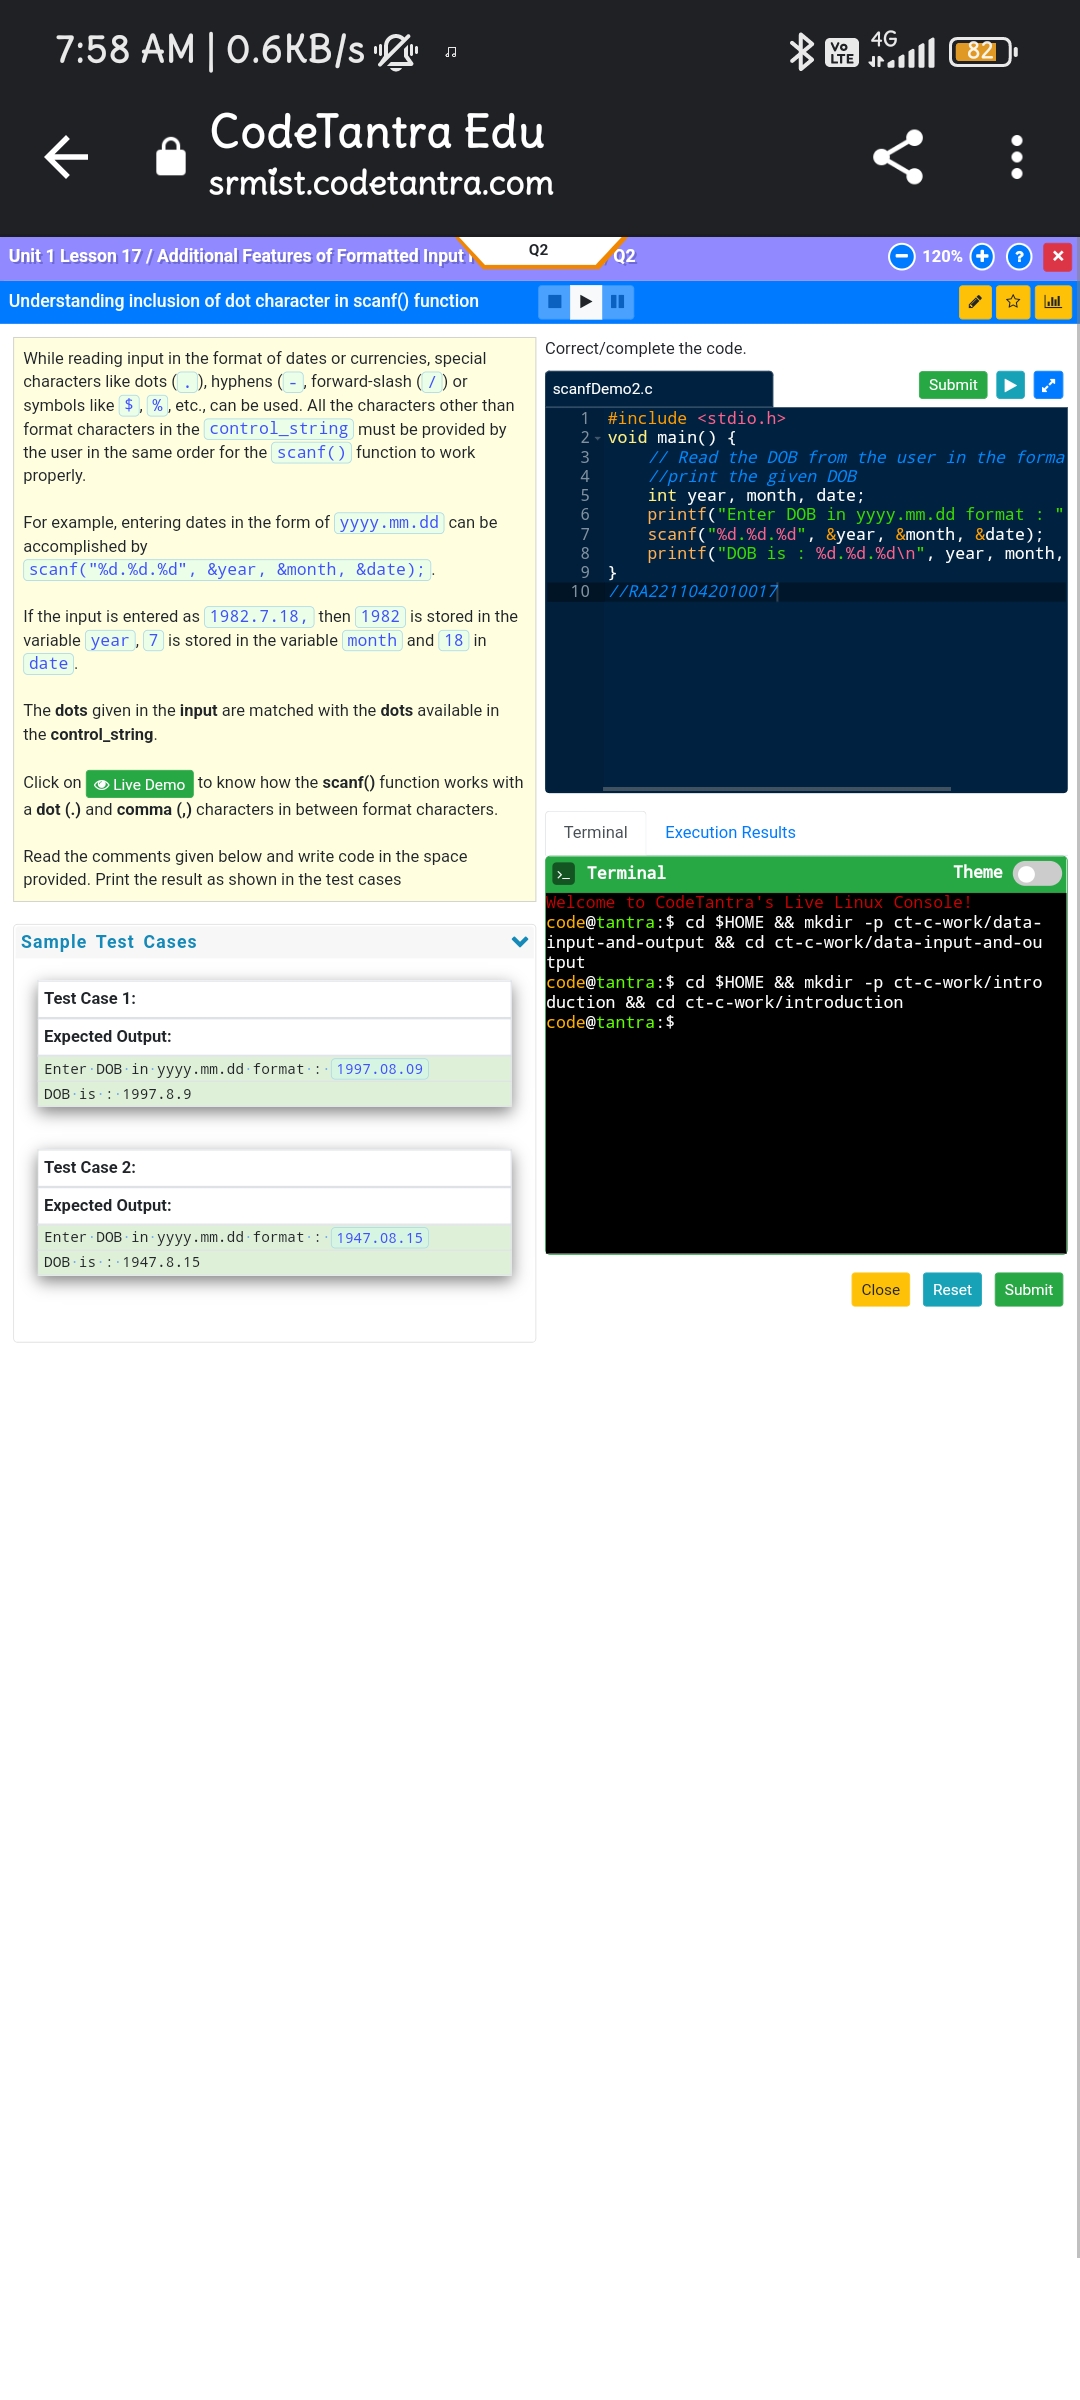 7:58 AM | 0.6KB/s
Vo LTE 4G 82
CodeTantra Edu
srmist.codetantra.com
Unit 1 Lesson 17 / Additional Features of Formatted Input
Q2
Q2
120%
Understanding inclusion of dot character in scanf() function
While reading input in the format of dates or currencies, special
characters like dots ( . ), hyphens ( - , forward-slash ( / ) or
symbols like $ , % , etc., can be used. All the characters other than
format characters in the control_string must be provided by
the user in the same order for the scanf() function to work
properly.
For example, entering dates in the form of yyyy.mm.dd can be
accomplished by
scanf("%d.%d.%d", &year, &month, &date); .
If the input is entered as 1982.7.18, then 1982 is stored in the
variable year , 7 is stored in the variable month and 18 in
date .
The dots given in the input are matched with the dots available in
the control_string.
Click on Live Demo to know how the scanf() function works with
a dot (.) and comma (,) characters in between format characters.
Read the comments given below and write code in the space
provided. Print the result as shown in the test cases
Sample Test Cases
Test Case 1:
Expected Output:
Enter·DOB·in·yyyy.mm.dd·format·:· 1997.08.09
DOB·is·:·1997.8.9
Test Case 2:
Expected Output:
Enter·DOB·in·yyyy.mm.dd·format·:· 1947.08.15
DOB·is·:·1947.8.15
Correct/complete the code.
scanfDemo2.c
Submit
1 #include <stdio.h>
2 void main() {
3 // Read the DOB from the user in the forma
4 //print the given DOB
5 int year, month, date;
6 printf("Enter DOB in yyyy.mm.dd format : "
7 scanf("%d.%d.%d", &year, &month, &date);
8 printf("DOB is : %d.%d.%d\n", year, month,
9 }
10 //RA2211042010017
Terminal
Execution Results
Terminal
Theme
Welcome to CodeTantra's Live Linux Console!
code@tantra:$ cd $HOME && mkdir -p ct-c-work/data-
input-and-output && cd ct-c-work/data-input-and-ou
tput
code@tantra:$ cd $HOME && mkdir -p ct-c-work/intro
duction && cd ct-c-work/introduction
code@tantra:$
Close
Reset
Submit